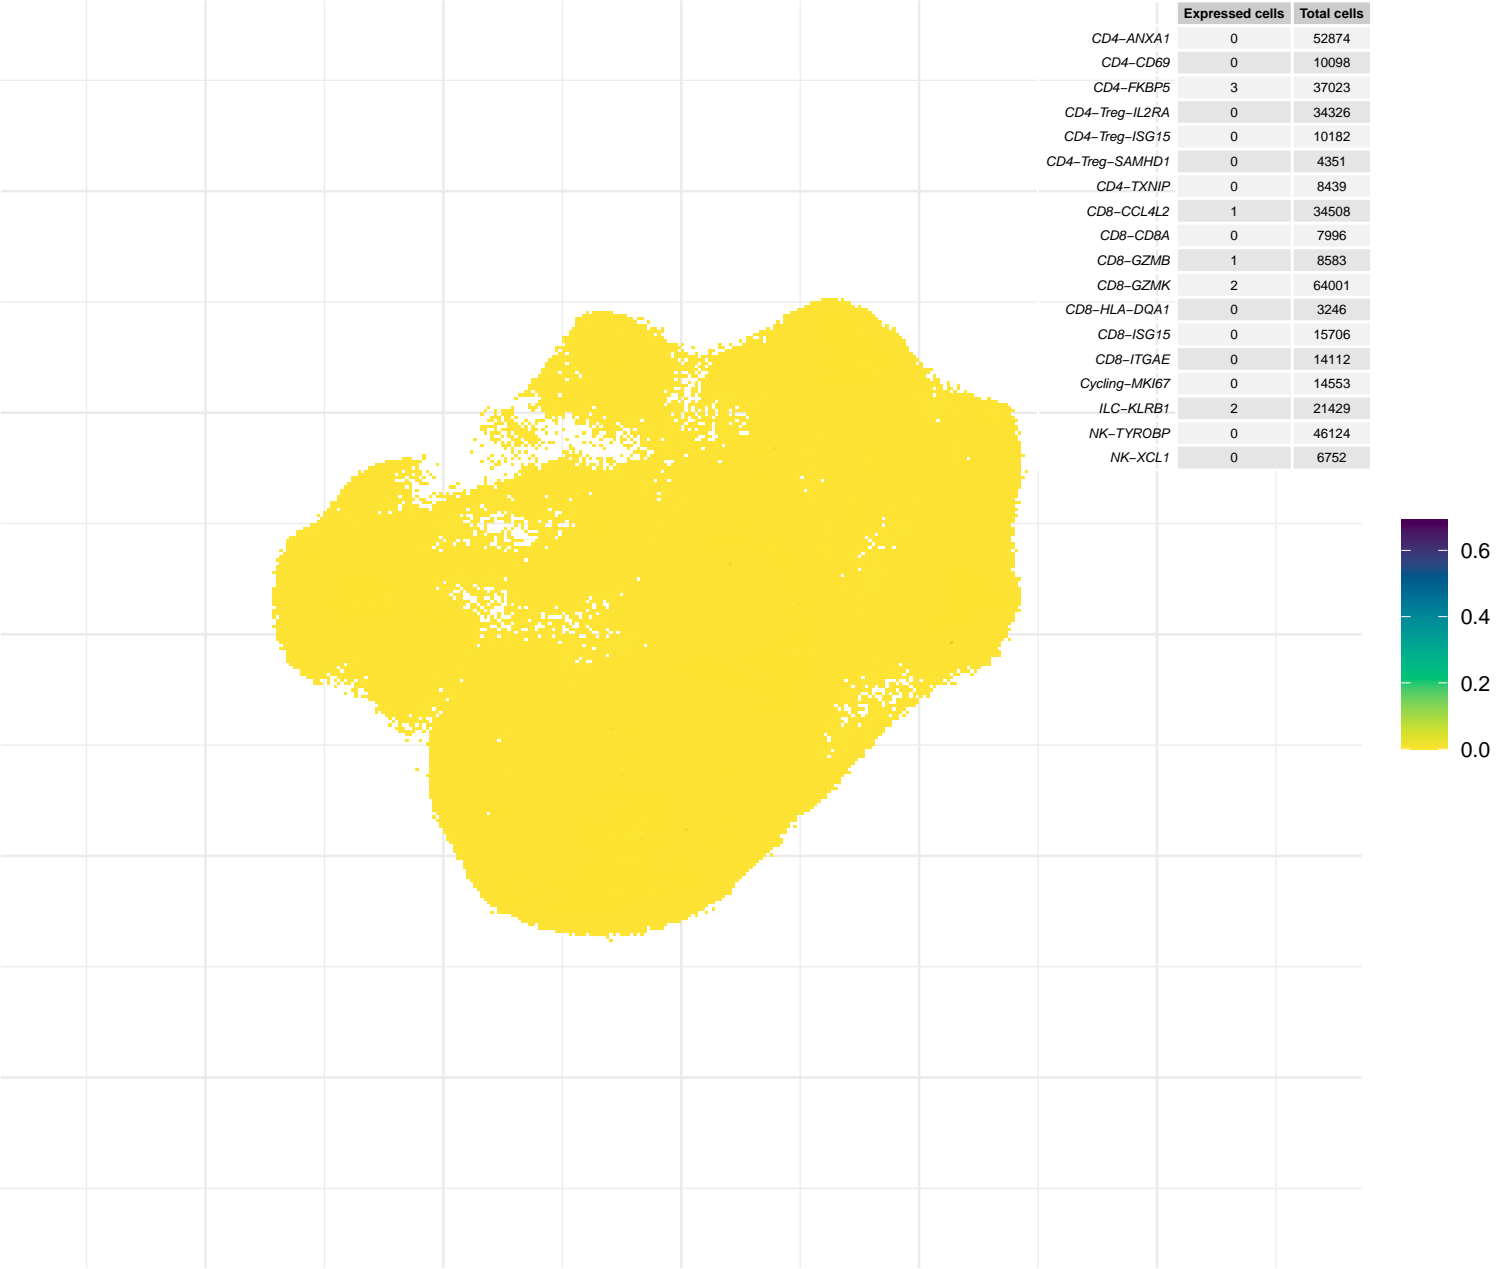 Expressed cells Total cells
CD4−ANXA1 0 52874
CD4−CD69 0 10098
CD4−FKBP5 3 37023
CD4−Treg−IL2RA 0 34326
CD4−Treg−ISG15 0 10182
CD4−Treg−SAMHD1 0 4351
CD4−TXNIP 0 8439
CD8−CCL4L2 1 34508
CD8−CD8A 0 7996
CD8−GZMB 1 8583
CD8−GZMK 2 64001
CD8−HLA−DQA1 0 3246
CD8−ISG15 0 15706
CD8−ITGAE 0 14112
Cycling−MKI67 0 14553
ILC−KLRB1 2 21429
NK−TYROBP 0 46124
NK−XCL1 0 6752
0.6
0.4
0.2
0.0